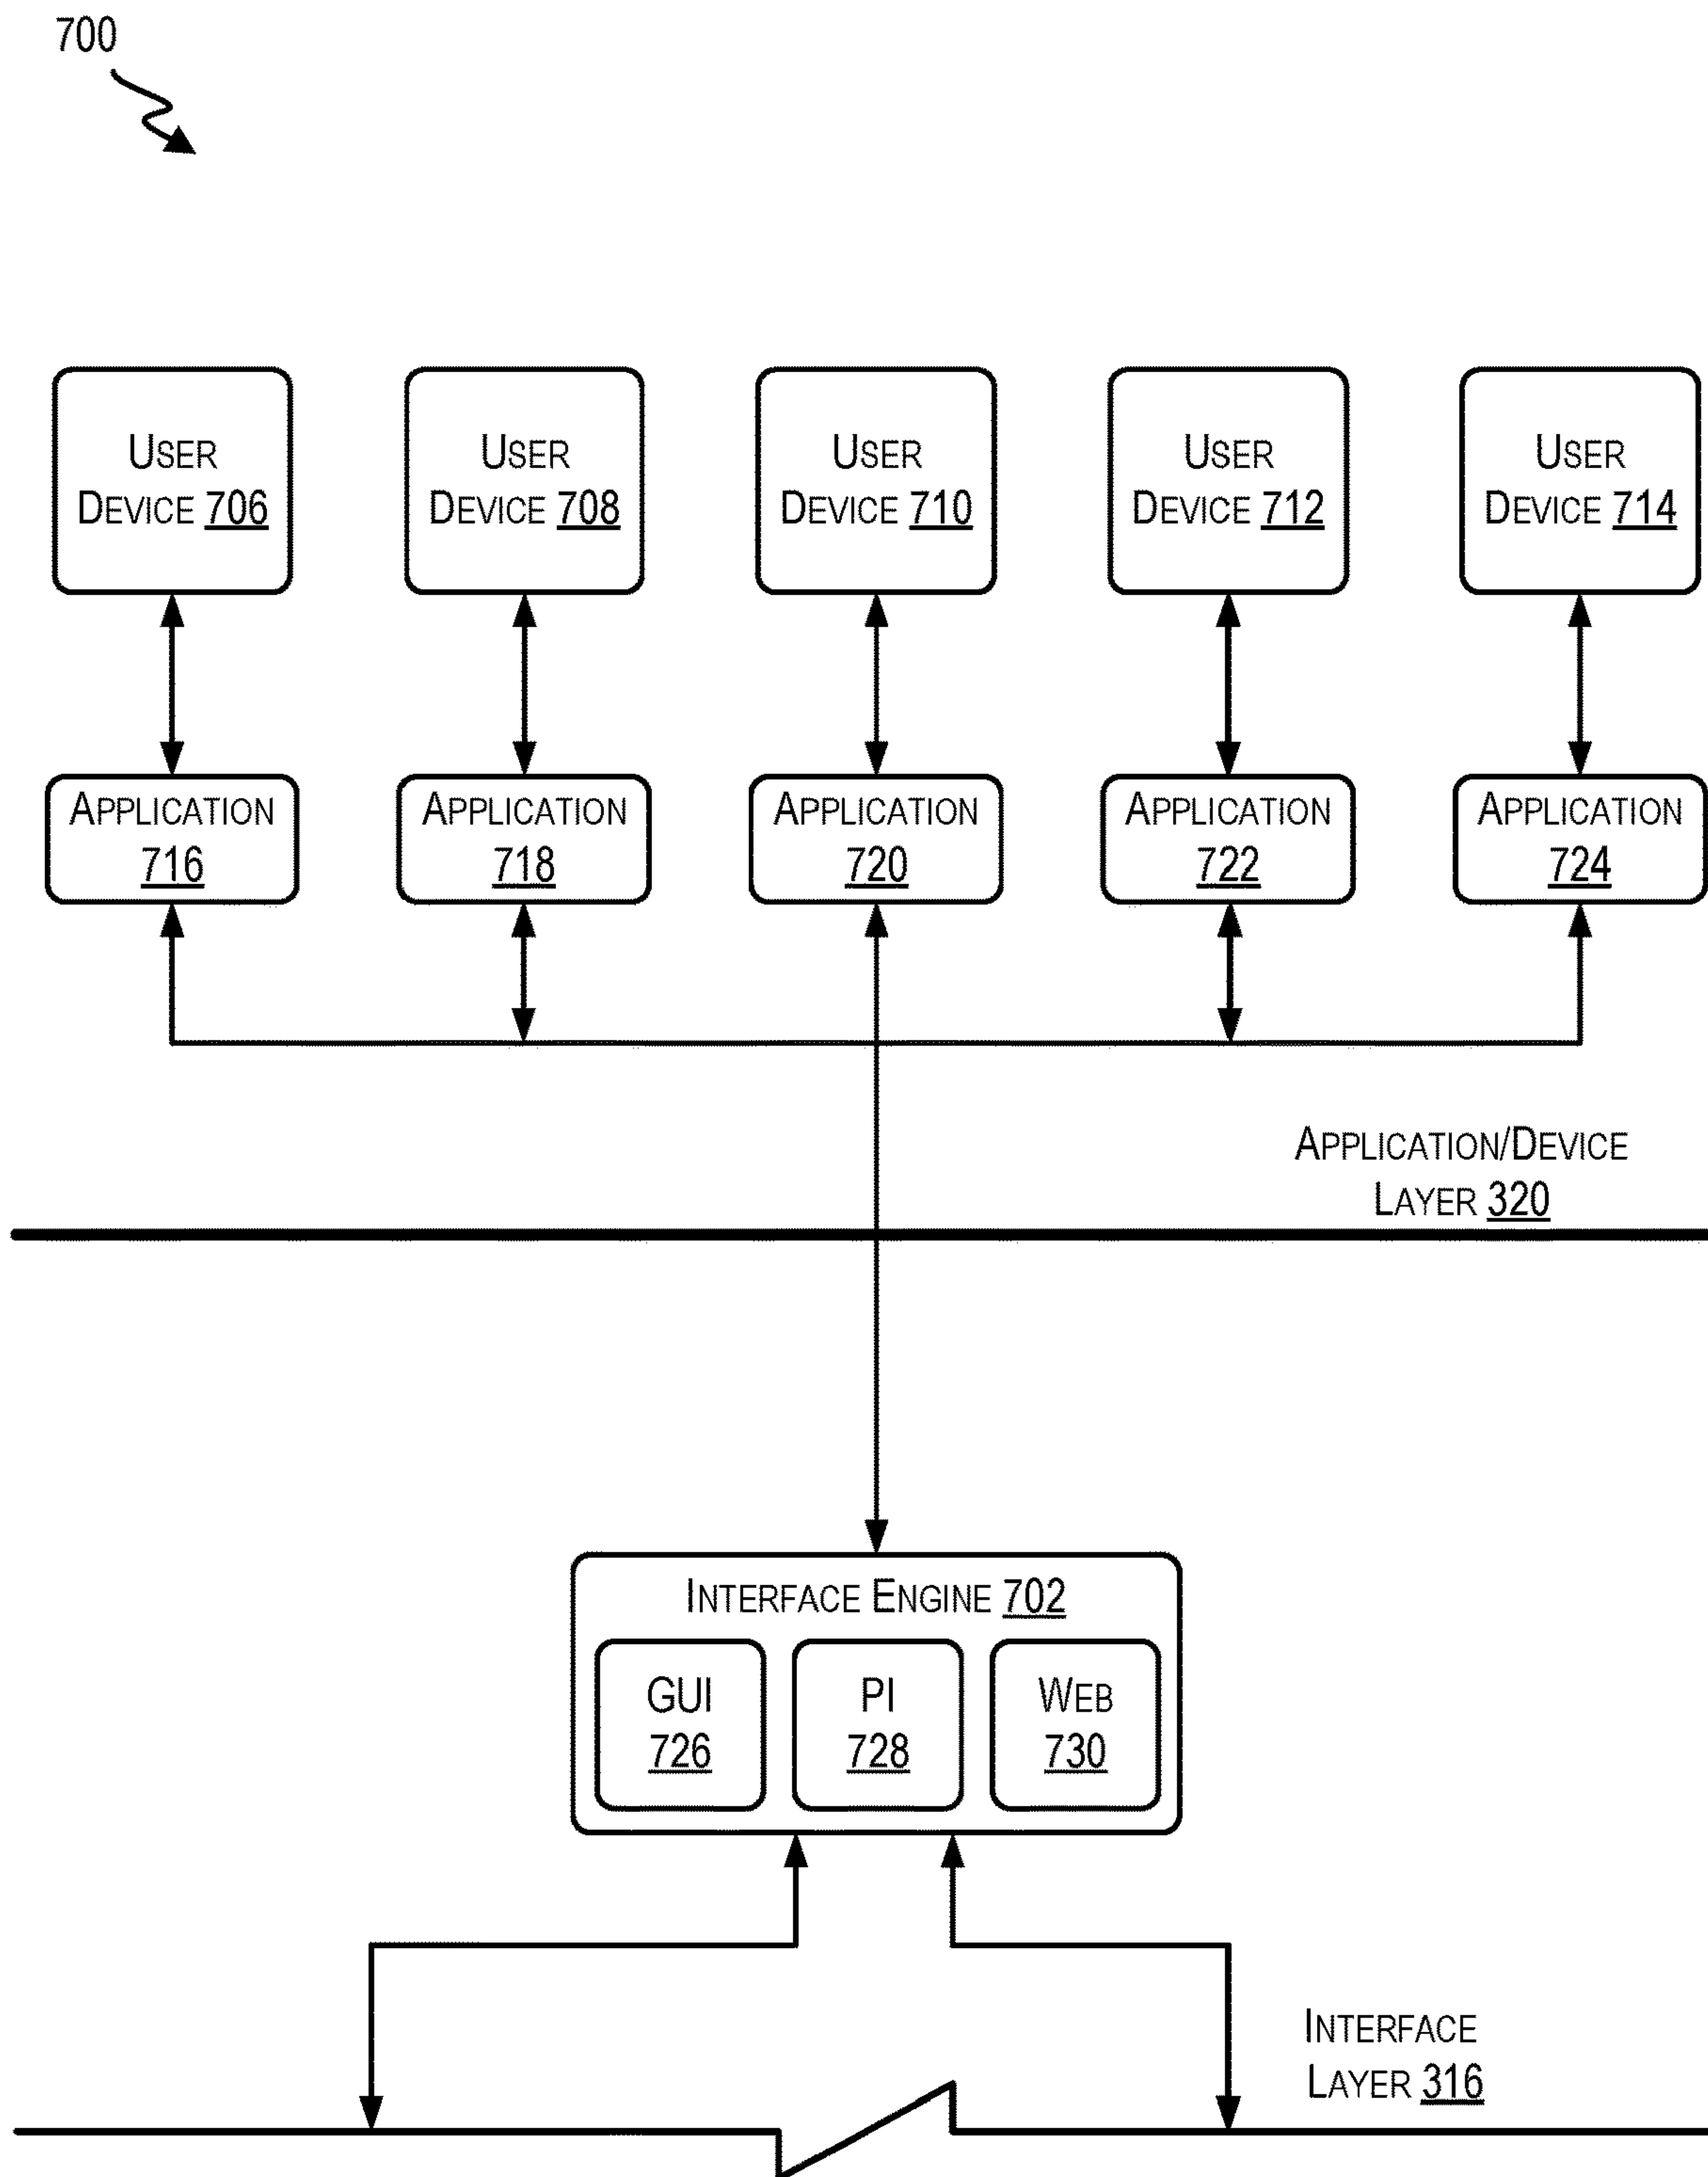 700
USER
DEVICE 706
USER
DEVICE 708
USER
DEVICE 710
USER
DEVICE 712
USER
DEVICE 714
APPLICATION
716
APPLICATION
718
APPLICATION
720
APPLICATION
722
APPLICATION
724
APPLICATION/DEVICE
LAYER 320
INTERFACE ENGINE 702
GUI
726
PI
728
WEB
730
INTERFACE
LAYER 316